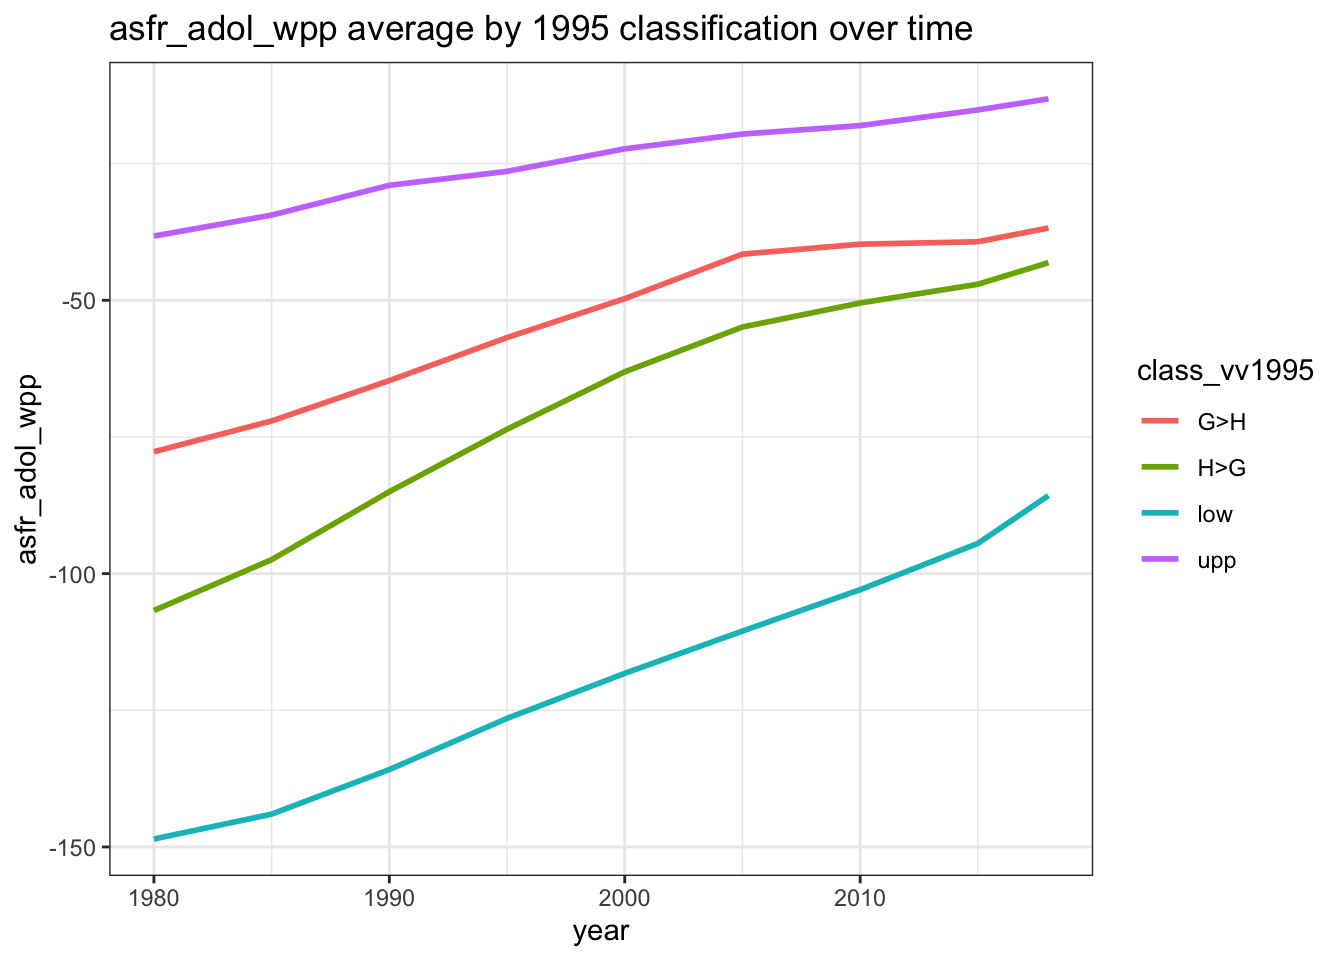 asfr_adol_wpp average by 1995 classification over time
asfr_adol_wpp
-50
-100
-150
1980
1990
2000
2010
year
class_vv1995
G>H
H>G
low
upp